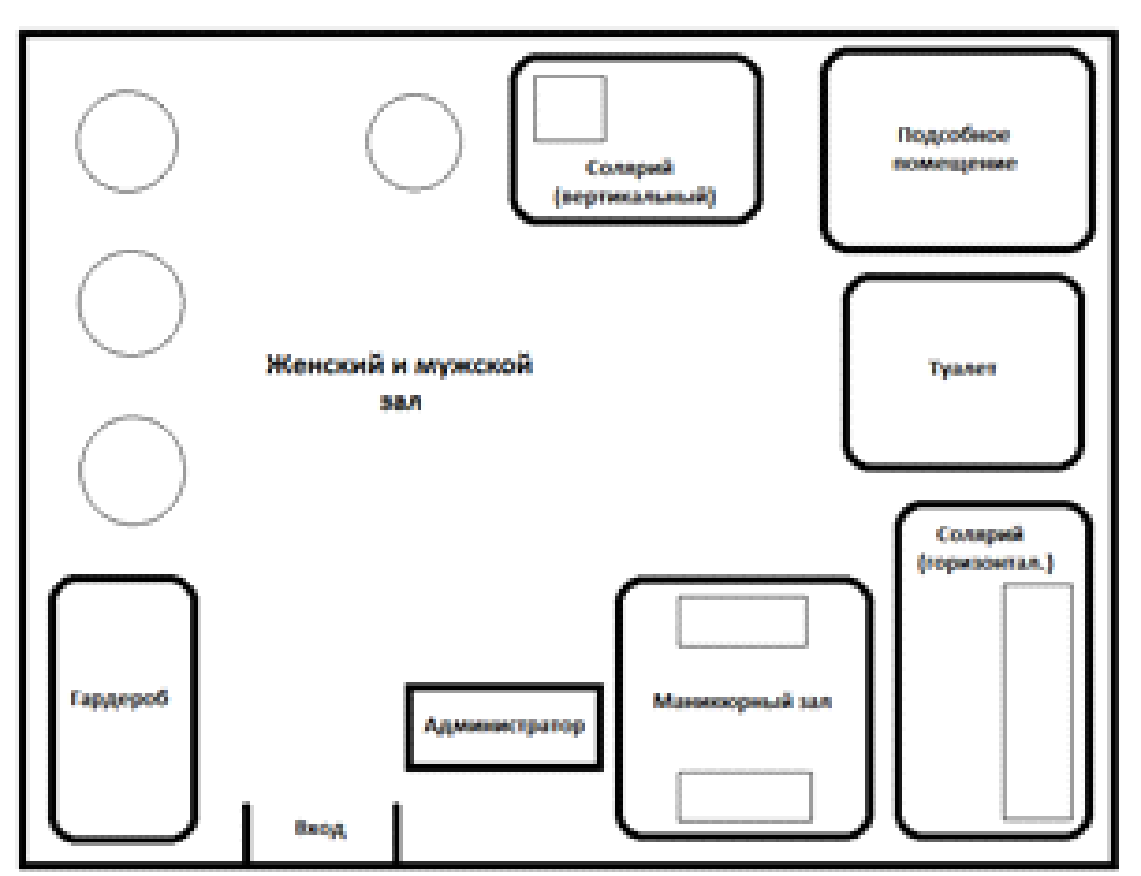 Солярий
(вертикальный)
Подсобное
помещение
Женский и мужской
зал
Туалет
Солярий
(горизонтал.)
Гардероб
Администратор
Маникюрный зал
Вход